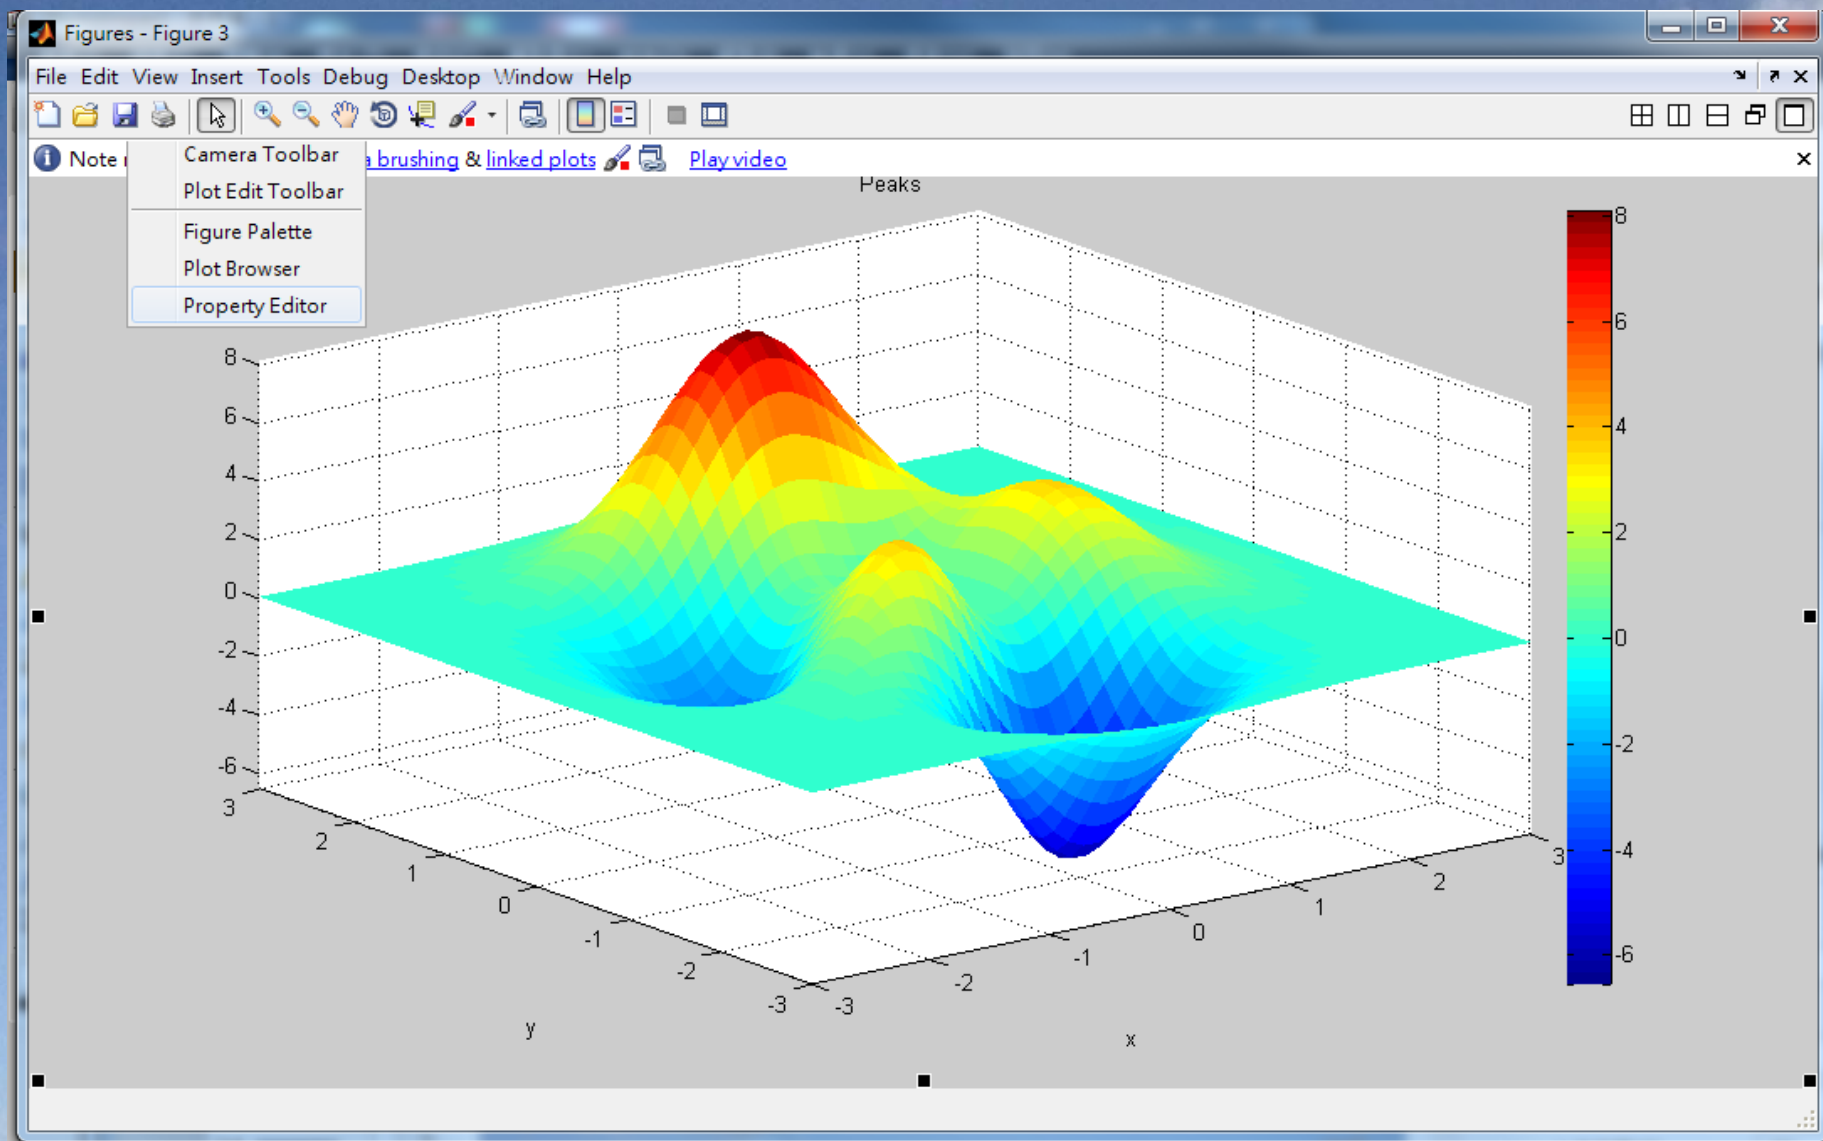 Figures - Figure 3
File Edit View Insert Tools Debug Desktop Window Help
Note
a brushing & linked plots Play video
Camera Toolbar
Plot Edit Toolbar
Figure Palette
Plot Browser
Property Editor
Peaks
8
6
4
2
0
-2
-4
-6
3
2
1
0
-1
-2
-3
y
-3
-2
-1
0
1
2
3
x
8
6
4
2
0
-2
-4
-6